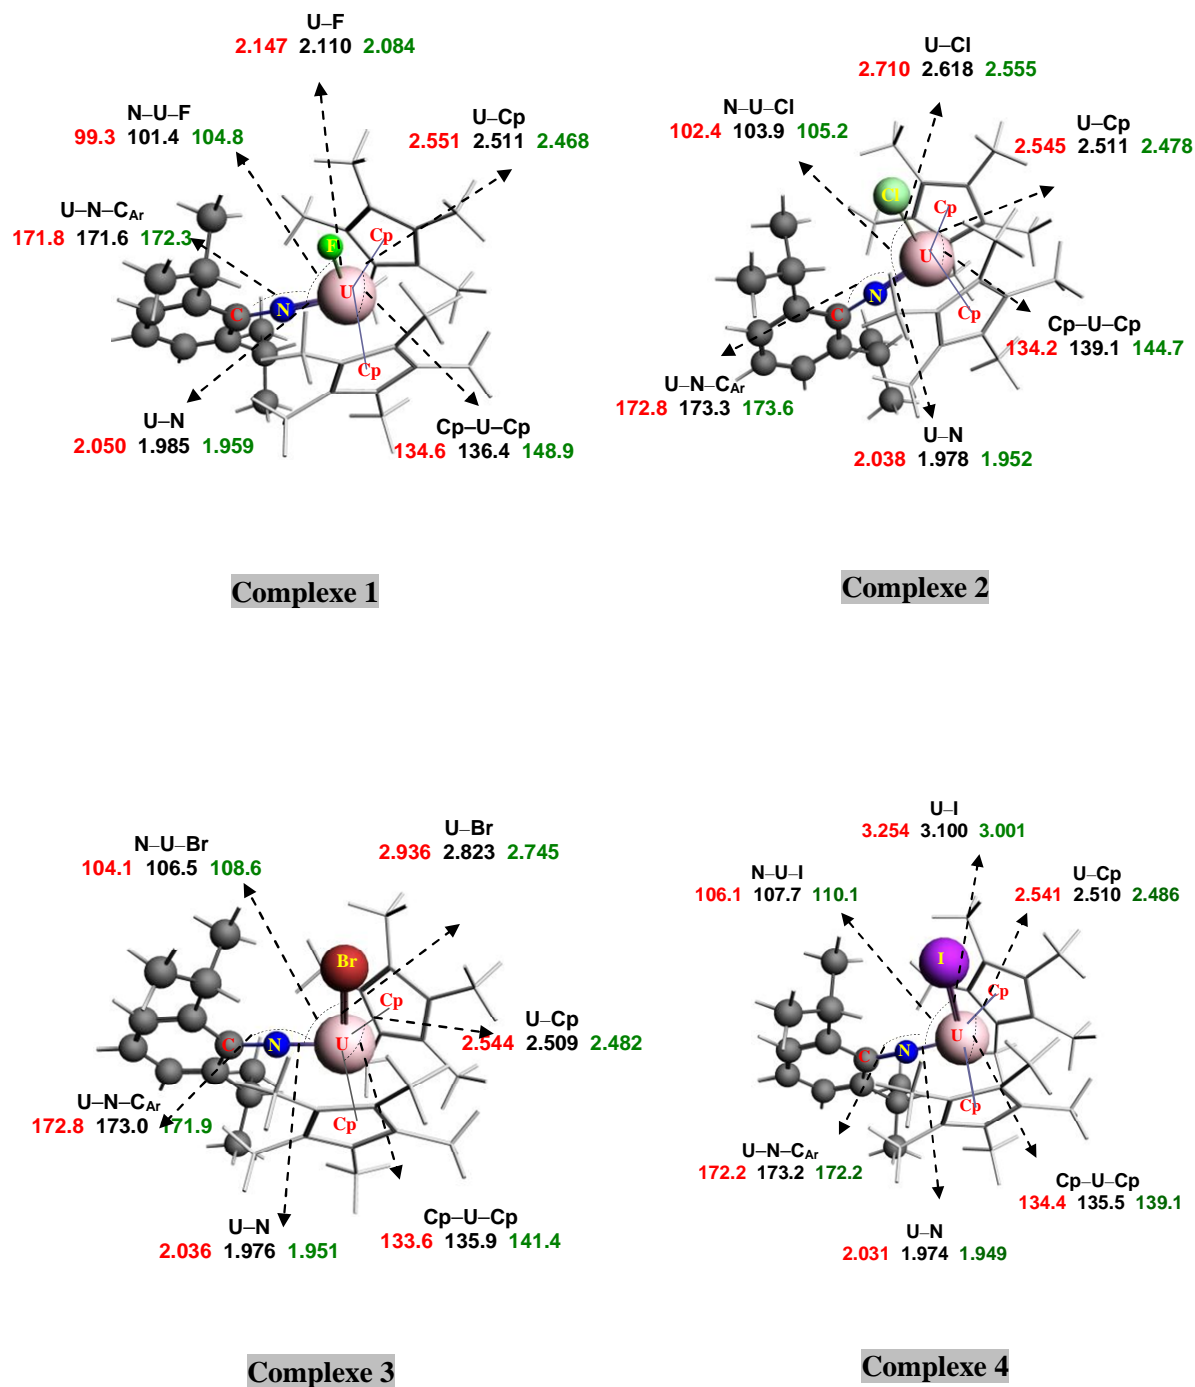 U–F
2.147 2.110 2.084
N–U–F
99.3 101.4 104.8
U–Cp
2.551 2.511 2.468
U–N–CAr
171.8 171.6 172.3
F
Cp
U
C
N
Cp
U–N
2.050 1.985 1.959
Cp–U–Cp
134.6 136.4 148.9
Complexe 1
U–Cl
2.710 2.618 2.555
N–U–Cl
102.4 103.9 105.2
U–Cp
2.545 2.511 2.478
Cl
Cp
U
N
C
Cp
Cp–U–Cp
134.2 139.1 144.7
U–N–CAr
172.8 173.3 173.6
U–N
2.038 1.978 1.952
Complexe 2
U–Br
2.936 2.823 2.745
N–U–Br
104.1 106.5 108.6
Br
Cp
U–Cp
2.544 2.509 2.482
C
N
U
Cp
U–N–CAr
172.8 173.0 171.9
U–N
2.036 1.976 1.951
Cp–U–Cp
133.6 135.9 141.4
Complexe 3
U–I
3.254 3.100 3.001
N–U–I
106.1 107.7 110.1
U–Cp
2.541 2.510 2.486
I
Cp
U
N
C
Cp
U–N–CAr
172.2 173.2 172.2
Cp–U–Cp
134.4 135.5 139.1
U–N
2.031 1.974 1.949
Complexe 4